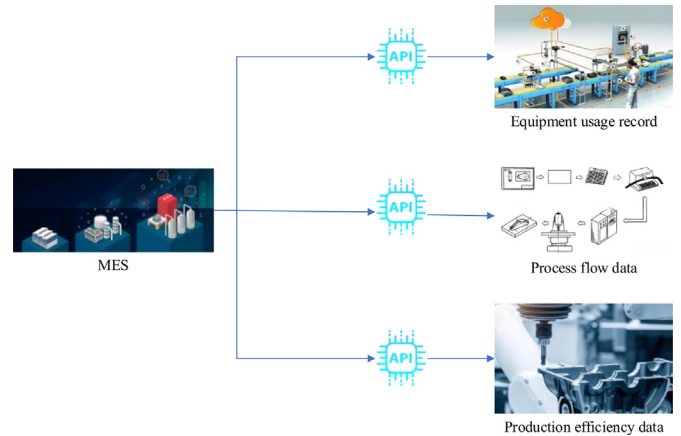 API
Equipment usage record
MES
API
Process flow data
API
Production efficiency data